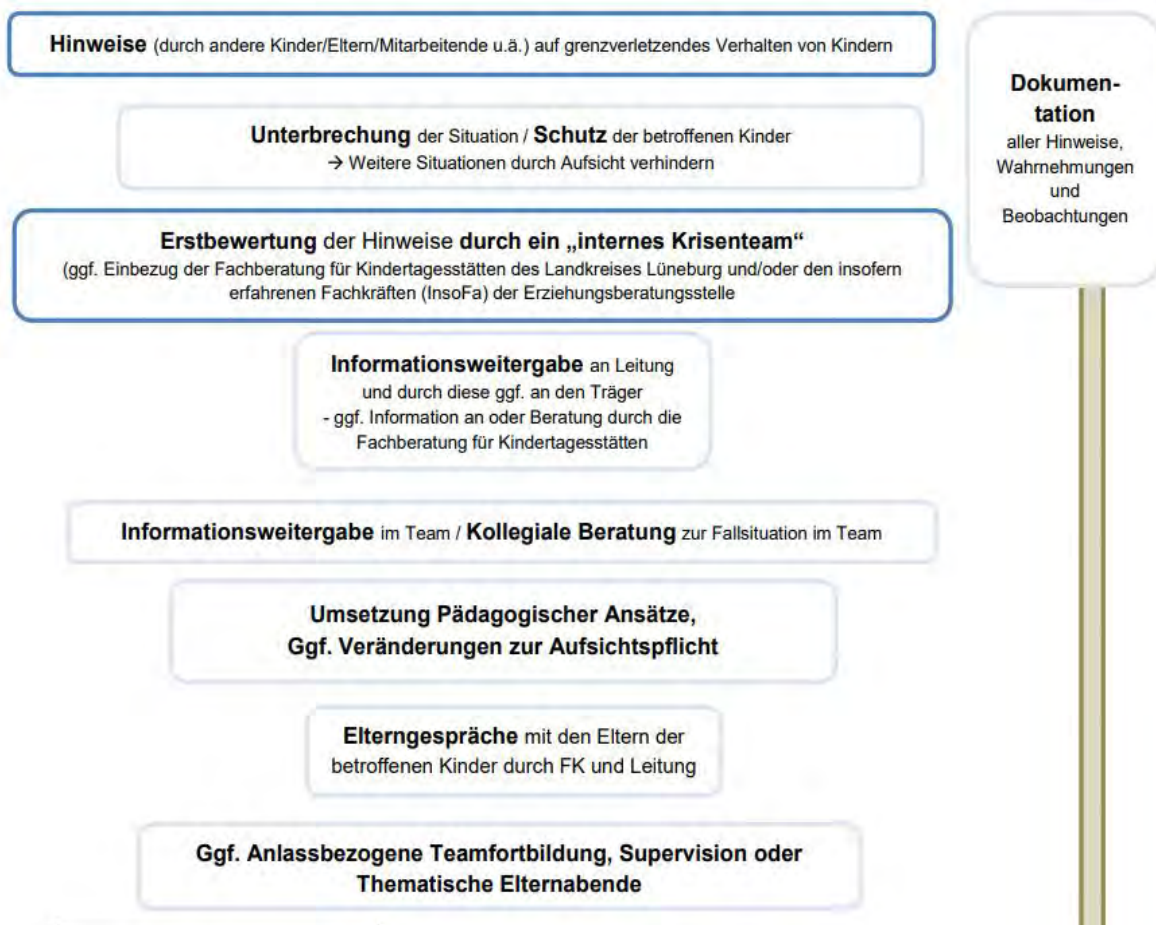 Hinweise (durch andere Kinder/Eltern/Mitarbeitende u.ä.) auf grenzverletzendes Verhalten von Kindern
Unterbrechung der Situation / Schutz der betroffenen Kinder
→ Weitere Situationen durch Aufsicht verhindern
Erstbewertung der Hinweise durch ein „internes Krisenteam“
(ggf. Einbezug der Fachberatung für Kindertagesstätten des Landkreises Lüneburg und/oder den insofern
erfahrenen Fachkräften (InsoFa) der Erziehungsberatungsstelle
Informationsweitergabe an Leitung
und durch diese ggf. an den Träger
- ggf. Information an oder Beratung durch die
Fachberatung für Kindertagesstätten
Informationsweitergabe im Team / Kollegiale Beratung zur Fallsituation im Team
Umsetzung Pädagogischer Ansätze,
Ggf. Veränderungen zur Aufsichtspflicht
Elterngespräche mit den Eltern der
betroffenen Kinder durch FK und Leitung
Ggf. Anlassbezogene Teamfortbildung, Supervision oder
Thematische Elternabende
Dokumen-
tation
aller Hinweise,
Wahrnehmungen
und
Beobachtungen